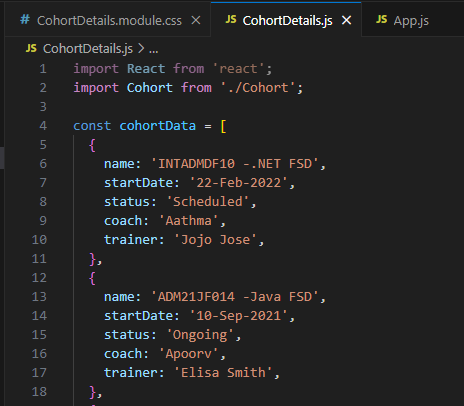 # CohortDetails.module.css
JS CohortDetails.js X
JS App.js
JS CohortDetails.js > ...
1 import React from 'react';
2 import Cohort from './Cohort';
3
4 const cohortData = [
5 {
6 name: 'INTADMDF10 -.NET FSD',
7 startDate: '22-Feb-2022',
8 status: 'Scheduled',
9 coach: 'Aathma',
10 trainer: 'Jojo Jose',
11 },
12 {
13 name: 'ADM21JF014 -Java FSD',
14 startDate: '10-Sep-2021',
15 status: 'Ongoing',
16 coach: 'Apoorv',
17 trainer: 'Elisa Smith',
18 },